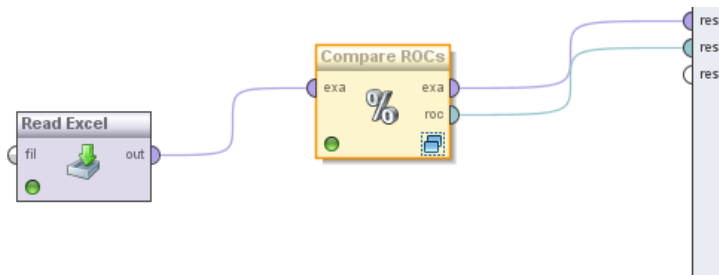 res
Compare ROCs
res
res
exa
exa
%
roc
Read Excel
fil
out